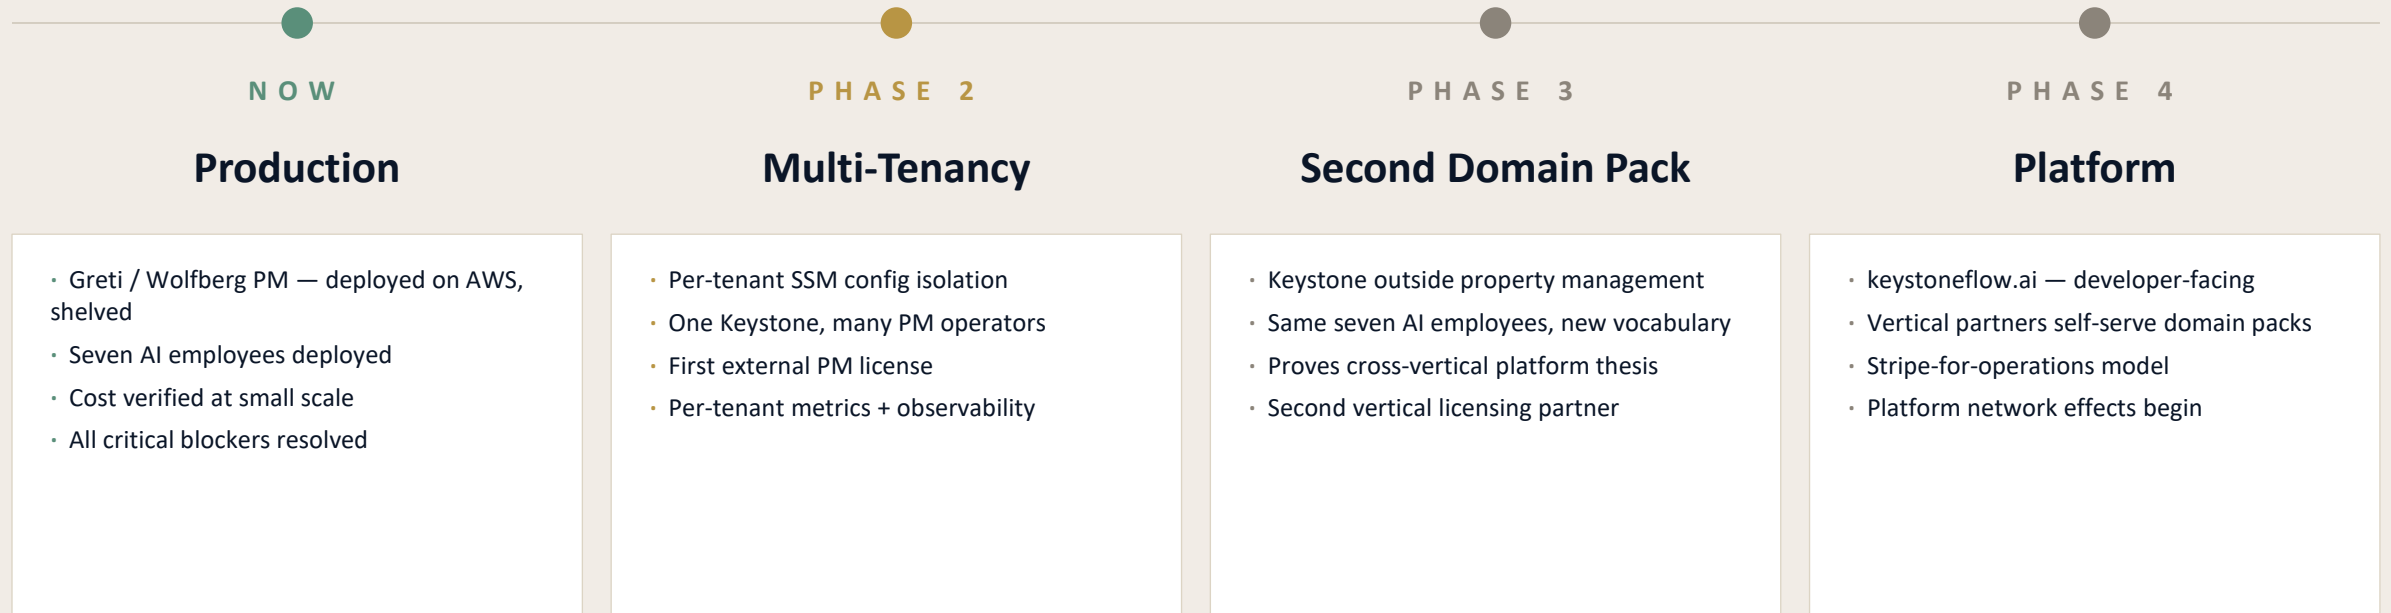 NOW
Production
· Greti / Wolfberg PM — deployed on AWS,
shelved
· Seven AI employees deployed
· Cost verified at small scale
· All critical blockers resolved
PHASE 2
Multi-Tenancy
· Per-tenant SSM config isolation
· One Keystone, many PM operators
· First external PM license
· Per-tenant metrics + observability
PHASE 3
Second Domain Pack
· Keystone outside property management
· Same seven AI employees, new vocabulary
· Proves cross-vertical platform thesis
· Second vertical licensing partner
PHASE 4
Platform
· keystoneflow.ai — developer-facing
· Vertical partners self-serve domain packs
· Stripe-for-operations model
· Platform network effects begin